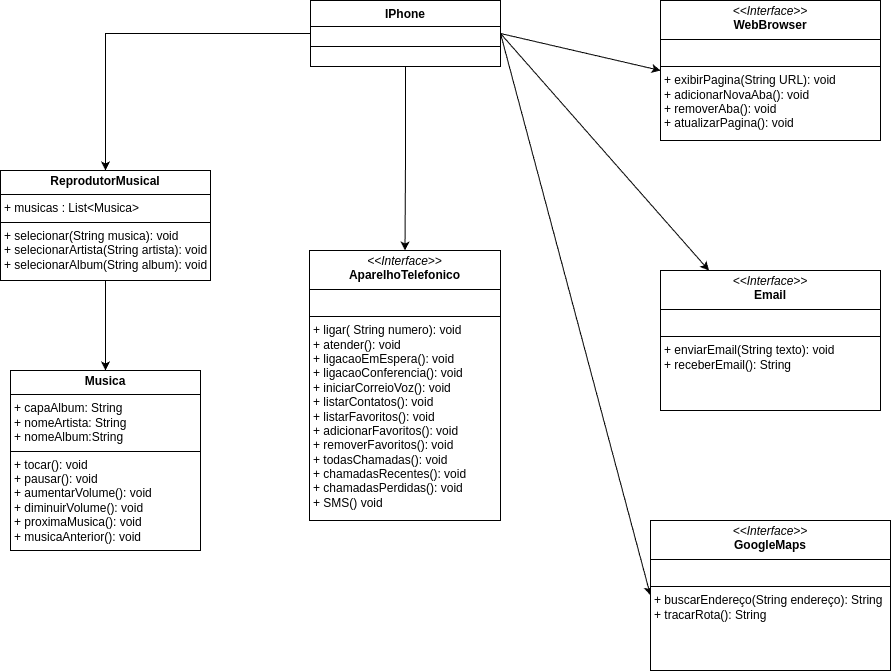 IPhone
<<Interface>>
WebBrowser
+ exibirPagina(String URL): void
+ adicionarNovaAba(): void
+ removerAba(): void
+ atualizarPagina(): void
ReprodutorMusical
+ musicas : List<Musica>
+ selecionar(String musica): void
+ selecionarArtista(String artista): void
+ selecionarAlbum(String album): void
<<Interface>>
AparelhoTelefonico
+ ligar( String numero): void
+ atender(): void
+ ligacaoEmEspera(): void
+ ligacaoConferencia(): void
+ iniciarCorreioVoz(): void
+ listarContatos(): void
+ listarFavoritos(): void
+ adicionarFavoritos(): void
+ removerFavoritos(): void
+ todasChamadas(): void
+ chamadasRecentes(): void
+ chamadasPerdidas(): void
+ SMS() void
<<Interface>>
Email
+ enviarEmail(String texto): void
+ receberEmail(): String
Musica
+ capaAlbum: String
+ nomeArtista: String
+ nomeAlbum:String
+ tocar(): void
+ pausar(): void
+ aumentarVolume(): void
+ diminuirVolume(): void
+ proximaMusica(): void
+ musicaAnterior(): void
<<Interface>>
GoogleMaps
+ buscarEndereço(String endereço): String
+ tracarRota(): String